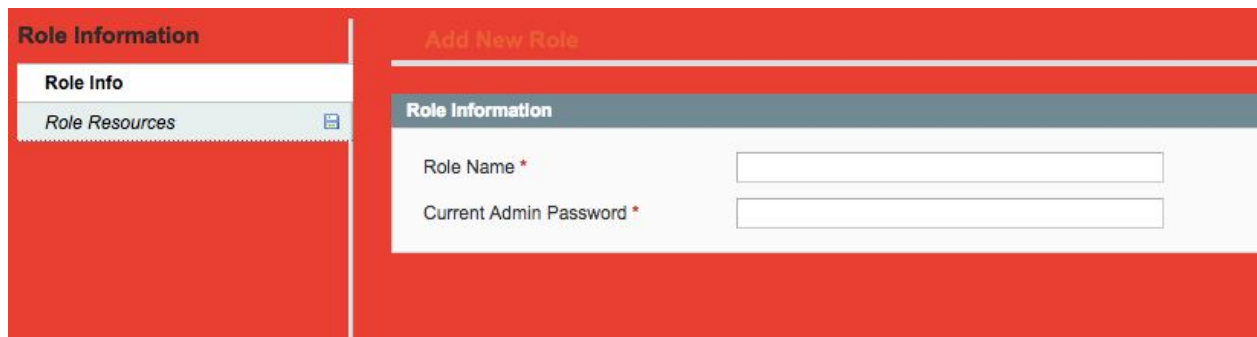 Role Information
Role Info
Role Resources
Add New Role
Role Information
Role Name *
Current Admin Password *